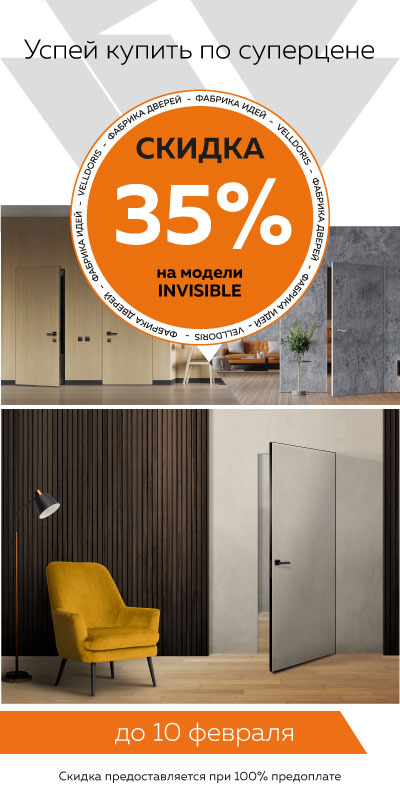 Успей купить по суперцене
VELLDORIS - ФАБРИКА ДВЕРЕЙ - ФАБРИКА ИДЕЙ - VELLDORIS - ФАБРИКА ДВЕРЕЙ - ФАБРИКА ИДЕЙ - VELLDORIS - ФАБРИКА ДВЕРЕЙ - ФАБРИКА ИДЕЙ -
СКИДКА
35%
на модели
INVISIBLE
до 10 февраля
Скидка предоставляется при 100% предоплате